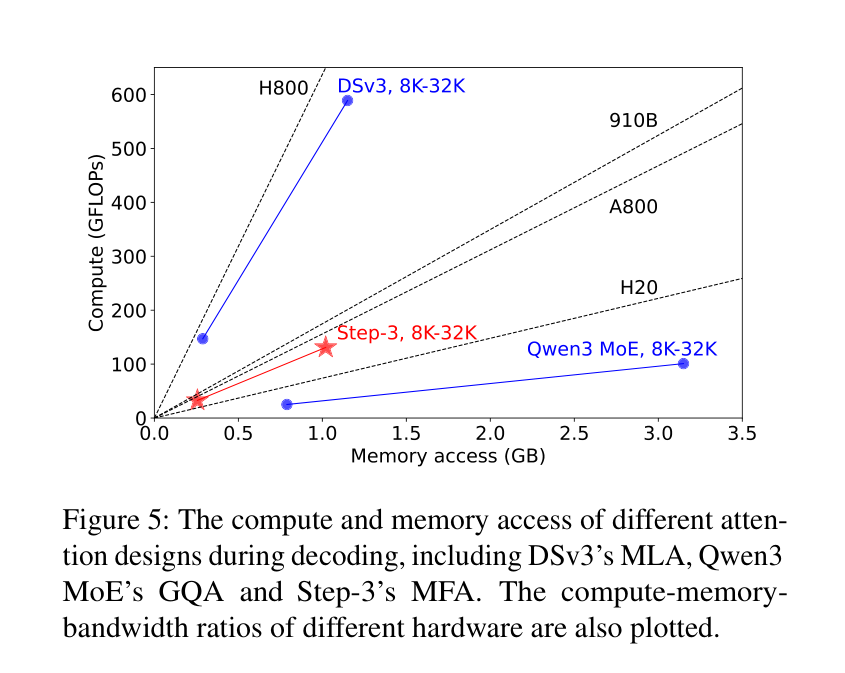 H800
DSv3, 8K-32K
910B
A800
H20
Step-3, 8K-32K
Qwen3 MoE, 8K-32K
Compute (GFLOPs)
600
500
400
300
200
100
0
0.0 0.5 1.0 1.5 2.0 2.5 3.0 3.5
Memory access (GB)
Figure 5: The compute and memory access of different atten-
tion designs during decoding, including DSv3's MLA, Qwen3
MoE's GQA and Step-3's MFA. The compute-memory-
bandwidth ratios of different hardware are also plotted.